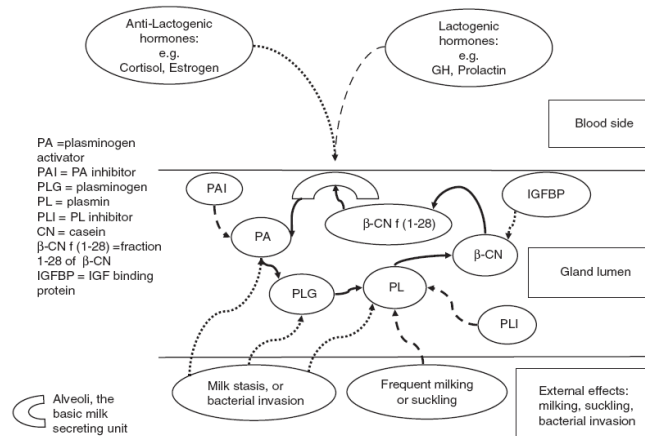 Anti-Lactogenic
hormones:
e.g.
Cortisol, Estrogen
Lactogenic
hormones:
e.g.
GH, Prolactin
Blood side
PA =plasminogen
activator
PAI = PA inhibitor
PLG = plasminogen
PL = plasmin
PLI = PL inhibitor
CN = casein
β-CN f (1-28) =fraction
1-28 of β-CN
IGFBP = IGF binding
protein
PAI
IGFBP
β-CN f (1-28)
PA
β-CN
Gland lumen
PLG
PL
PLI
Milk stasis, or
bacterial invasion
Frequent milking
or suckling
External effects:
milking, suckling,
bacterial invasion
Alveoli, the
basic milk
secreting unit